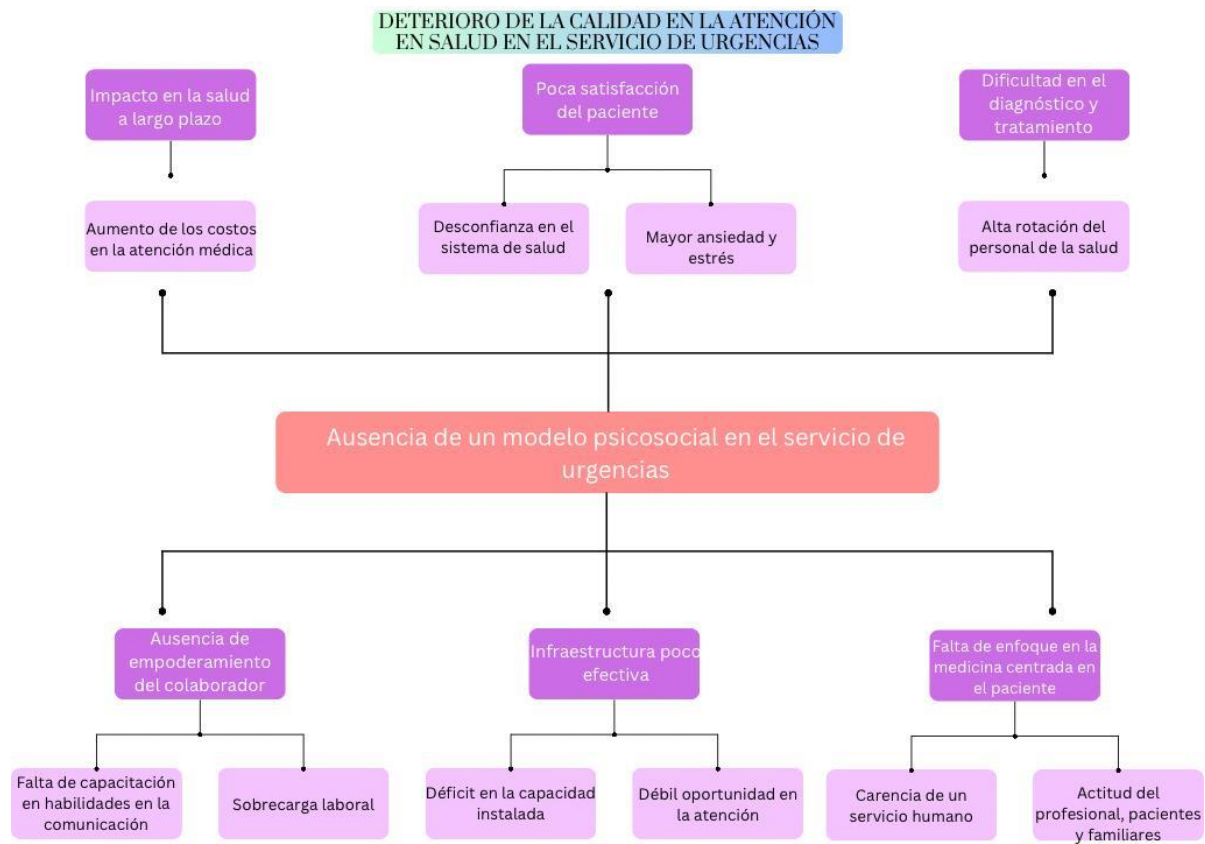 DETERIORO DE LA CALIDAD EN LA ATENCIÓN
EN SALUD EN EL SERVICIO DE URGENCIAS
Impacto en la salud
a largo plazo
Poca satisfacción
del paciente
Dificultad en el
diagnóstico y
tratamiento
Aumento de los costos
en la atención médica
Desconfianza en el
sistema de salud
Mayor ansiedad y
estrés
Alta rotación del
personal de la salud
Ausencia de un modelo psicosocial en el servicio de
urgencias
Ausencia de
empoderamiento
del colaborador
Infraestructura poco
efectiva
Falta de enfoque en la
medicina centrada en
el paciente
Falta de capacitación
en habilidades en la
comunicación
Sobrecarga laboral
Déficit en la capacidad
instalada
Débil oportunidad en
la atención
Carencia de un
servicio humano
Actitud del
profesional, pacientes
y familiares